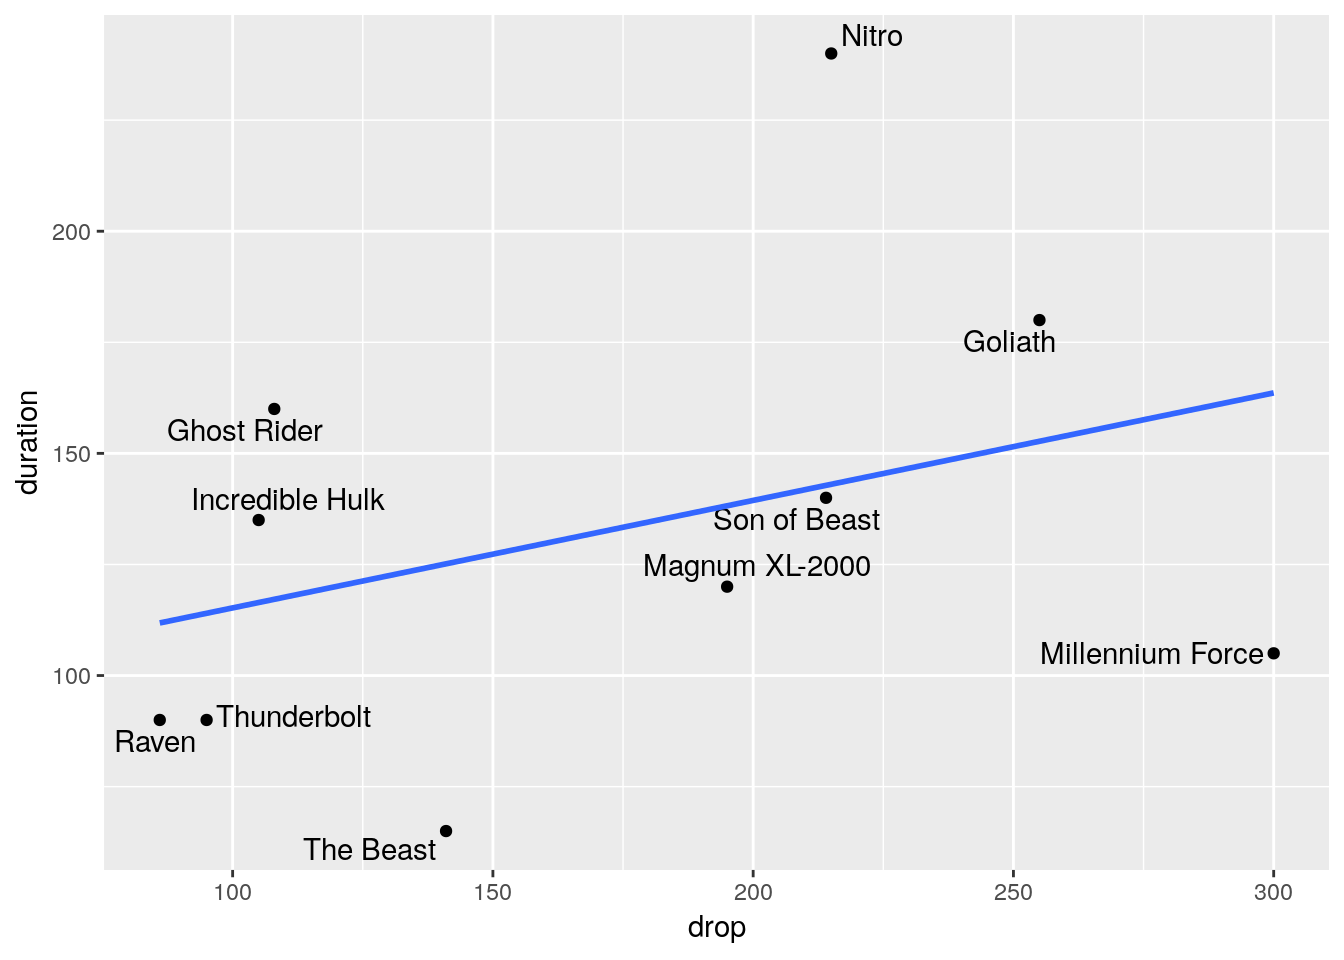 Nitro
200
Goliath
Ghost Rider
duration
150
Incredible Hulk
Son of Beast
Magnum XL-2000
Millennium Force
100
Thunderbolt
Raven
The Beast
100 150 200 250 300
drop